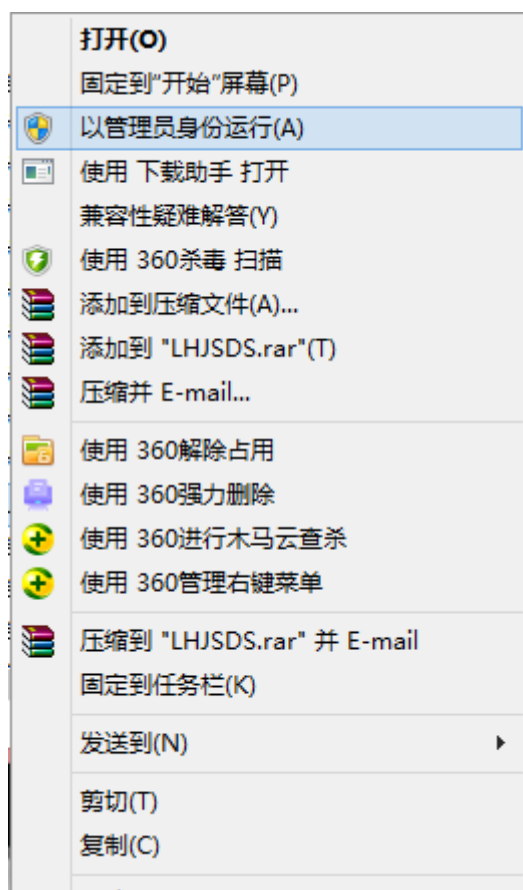 打开(O)
固定到"开始"屏幕(P)
以管理员身份运行(A)
使用 下载助手 打开
兼容性疑难解答(Y)
使用 360杀毒 扫描
添加到压缩文件(A)...
添加到 "LHJSDS.rar"(T)
压缩并 E-mail...
使用 360解除占用
使用 360强力删除
使用 360进行木马云查杀
使用 360管理右键菜单
压缩到 "LHJSDS.rar" 并 E-mail
固定到任务栏(K)
发送到(N)
剪切(T)
复制(C)